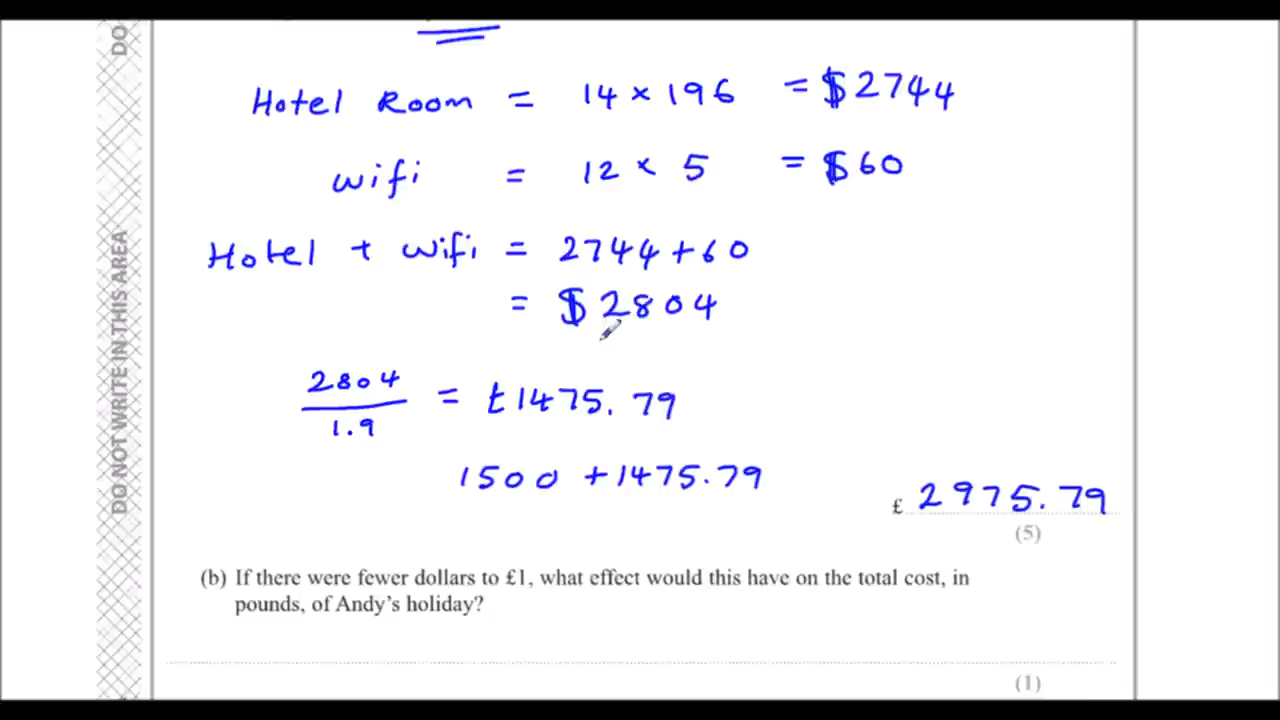 DO
Hotel Room = 14 × 196 = $2744
wifi = 12 × 5 = $60
Hotel + wifi = 2744 + 60
= $2804
2804
1.9
= £1475.79
1500 + 1475.79
£ 2975.79
(5)
DO NOT WRITE IN THIS AREA
(b) If there were fewer dollars to £1, what effect would this have on the total cost, in
pounds, of Andy's holiday?
(1)